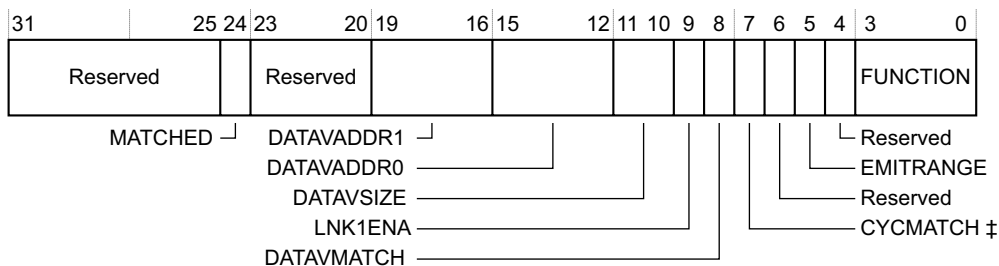 31 25 24 23 20 19 16 15 12 11 10 9 8 7 6 5 4 3 0
Reserved Reserved FUNCTION
MATCHED DATAVADDR1 Reserved
DATAVADDR0 EMITRANGE
DATAVSIZE Reserved
LNK1ENA CYCMATCH ‡
DATAVMATCH